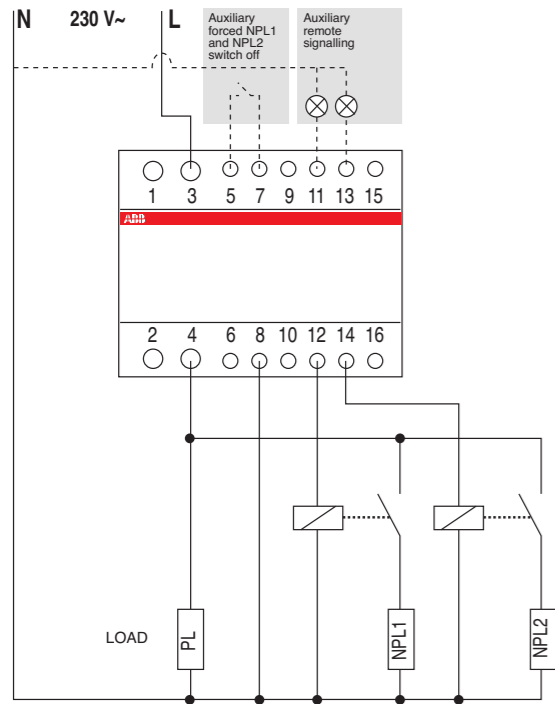 N 230 V~ L
Auxiliary
forced NPL1
and NPL2
switch off
Auxiliary
remote
signalling
1 3 5 7 9 11 13 15
ABB
2 4 6 8 10 12 14 16
LOAD PL NPL1 NPL2